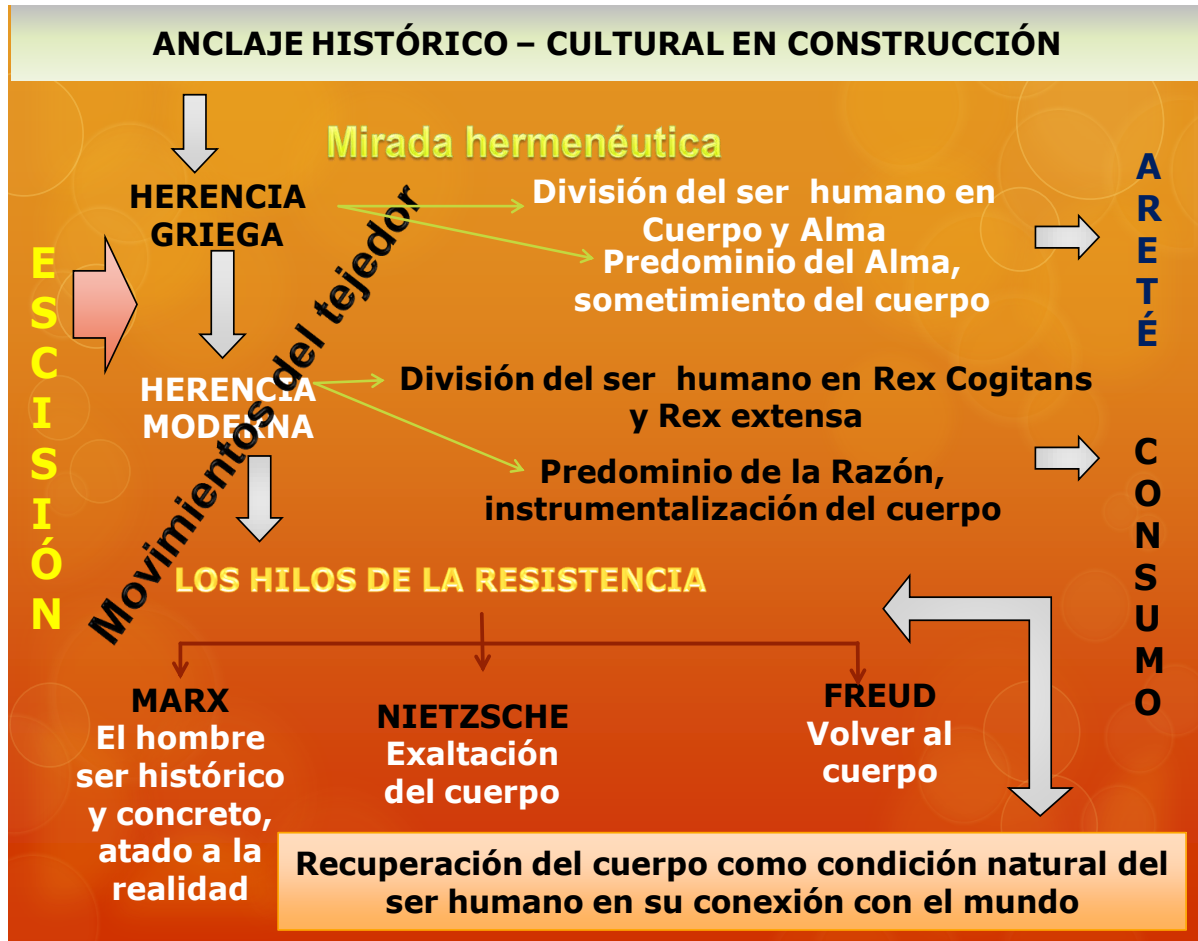 ANCLAJE HISTÓRICO – CULTURAL EN CONSTRUCCIÓN
Mirada hermenéutica
ESCISIÓN
Movimientos del tejedor
HERENCIA
GRIEGA
División del ser humano en
Cuerpo y Alma
Predominio del Alma,
sometimiento del cuerpo
ARETÉ
HERENCIA
MODERNA
División del ser humano en Rex Cogitans
y Rex extensa
Predominio de la Razón,
instrumentalización del cuerpo
CONSUMO
LOS HILOS DE LA RESISTENCIA
MARX
El hombre
ser histórico
y concreto,
atado a la
realidad
NIETZSCHE
Exaltación
del cuerpo
FREUD
Volver al
cuerpo
Recuperación del cuerpo como condición natural del
ser humano en su conexión con el mundo